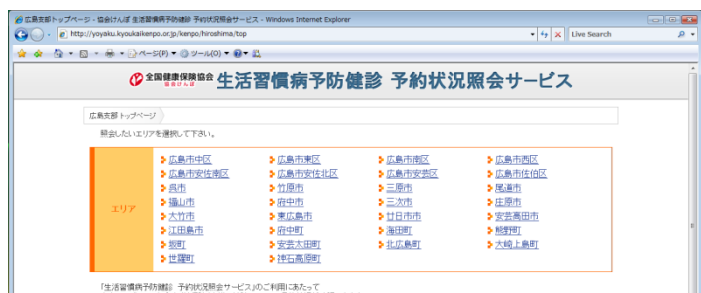 広島支部トップページ - 協会けんぽ 生活習慣病予防健診 予約状況照会サービス - Windows Internet Explorer
http://yoyaku.kyoukaikenpo.or.jp/kenpo/hiroshima/top
Live Search
ページ(P) ツール(O)
全国健康保険協会 協会けんぽ 生活習慣病予防健診 予約状況照会サービス
広島支部トップページ
照会したいエリアを選択して下さい。
エリア
広島市中区 広島市東区 広島市南区 広島市西区
広島市安佐南区 広島市安佐北区 広島市安芸区 広島市佐伯区
呉市 竹原市 三原市 尾道市
福山市 府中市 三次市 庄原市
大竹市 東広島市 廿日市市 安芸高田市
江田島市 府中町 海田町 熊野町
坂町 安芸太田町 北広島町 大崎上島町
世羅町 神石高原町
「生活習慣病予防健診 予約状況照会サービス」のご利用にあたって